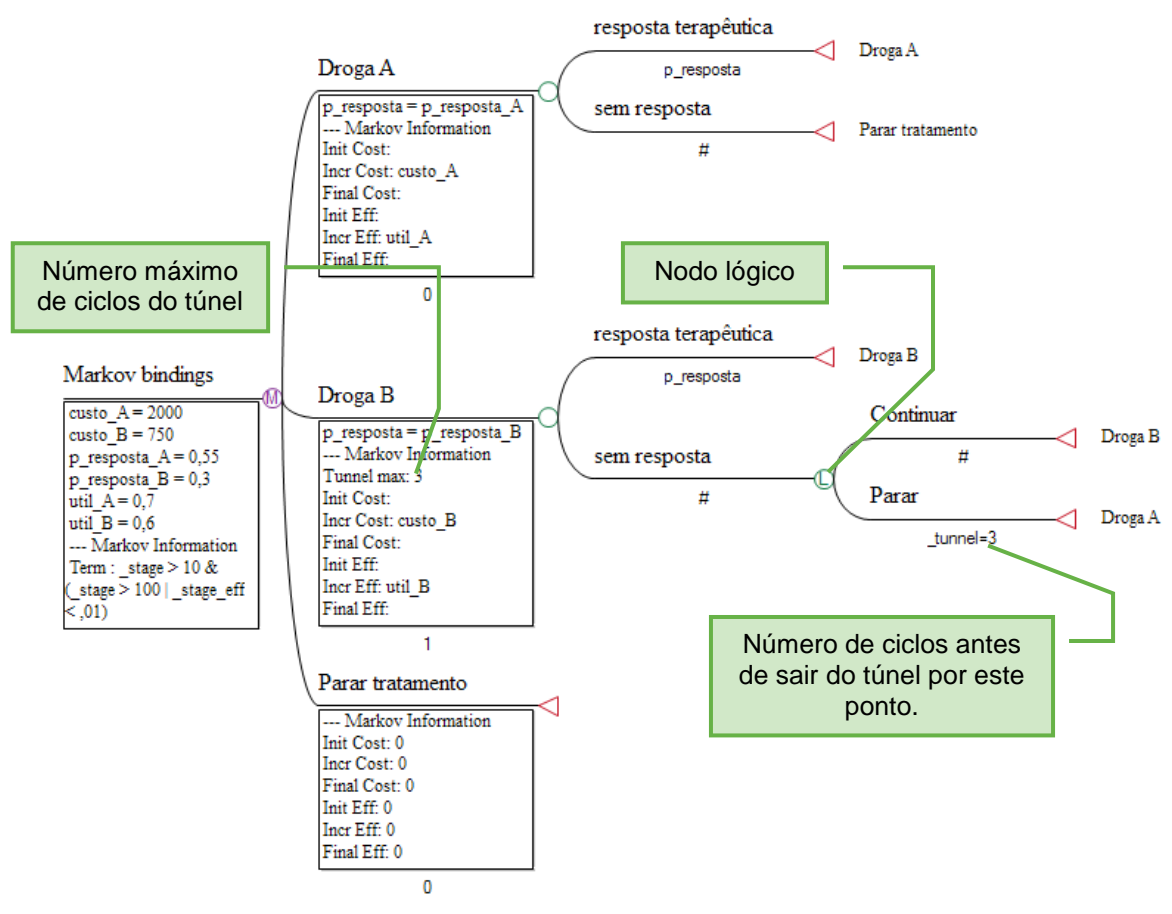 resposta terapêutica
Droga A
p_resposta
Droga A
p_resposta = p_resposta_A
--- Markov Information
Init Cost:
Incr Cost: custo_A
Final Cost:
Init Eff:
Incr Eff: util_A
Final Eff:
0
sem resposta
Parar tratamento
#
Número máximo
de ciclos do túnel
Nodo lógico
Markov bindings
M
custo_A = 2000
custo_B = 750
p_resposta_A = 0,55
p_resposta_B = 0,3
util_A = 0,7
util_B = 0,6
--- Markov Information
Term : _stage > 10 &
(_stage > 100 | _stage_eff
< ,01)
resposta terapêutica
Droga B
p_resposta
Droga B
p_resposta = p_resposta_B
--- Markov Information
Tunnel max: 3
Init Cost:
Incr Cost: custo_B
Final Cost:
Init Eff:
Incr Eff: util_B
Final Eff:
1
sem resposta
#
L
Continuar
Droga B
#
Parar
Droga A
_tunnel=3
Número de ciclos antes
de sair do túnel por este
ponto.
Parar tratamento
--- Markov Information
Init Cost: 0
Incr Cost: 0
Final Cost: 0
Init Eff: 0
Incr Eff: 0
Final Eff: 0
0